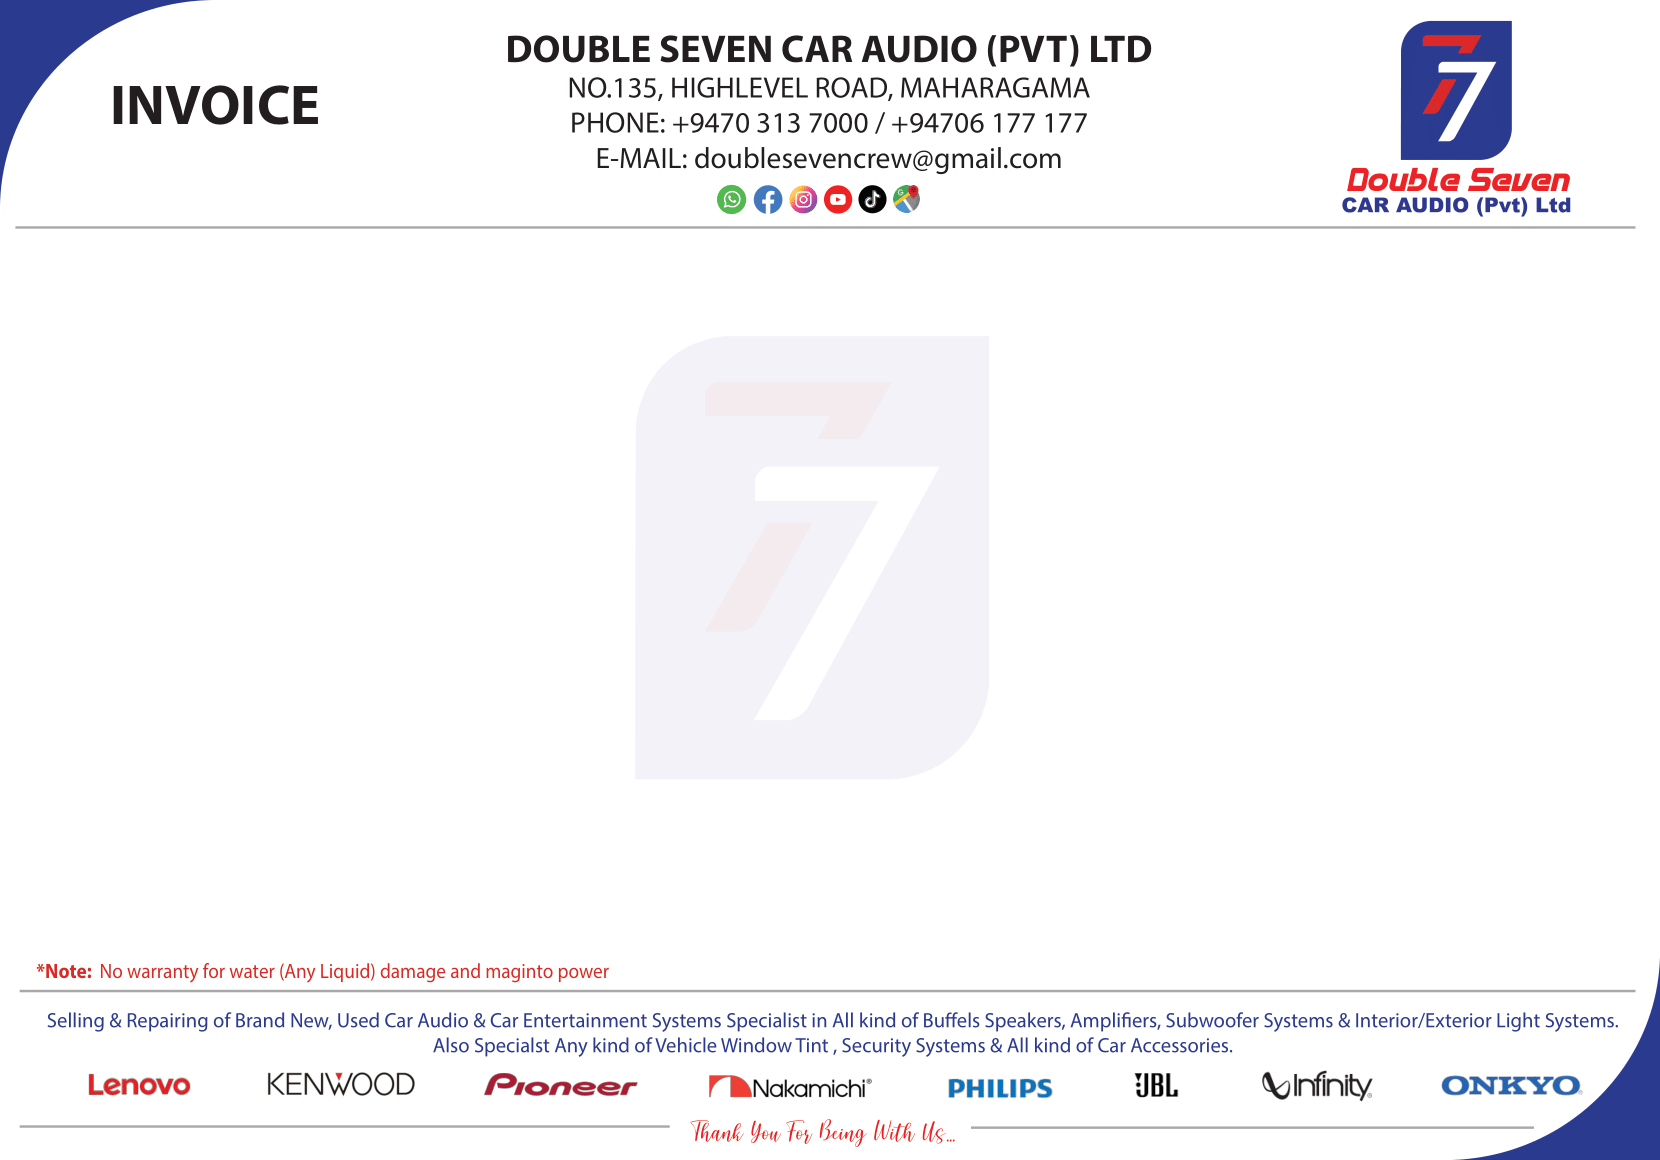 INVOICE
DOUBLE SEVEN CAR AUDIO (PVT) LTD
NO.135, HIGHLEVEL ROAD, MAHARAGAMA
PHONE: +9470 313 7000 / +94706 177 177
E-MAIL: doublesevencrew@gmail.com
77
Double Seven
CAR AUDIO (Pvt) Ltd
77
*Note: No warranty for water (Any Liquid) damage and maginto power
Selling & Repairing of Brand New, Used Car Audio & Car Entertainment Systems Specialist in All kind of Buffels Speakers, Amplifiers, Subwoofer Systems & Interior/Exterior Light Systems.
Also Specialst Any kind of Vehicle Window Tint , Security Systems & All kind of Car Accessories.
Lenovo KENWOOD Pioneer Nakamichi® PHILIPS JBL Infinity® ONKYO
Thank You For Being With Us...